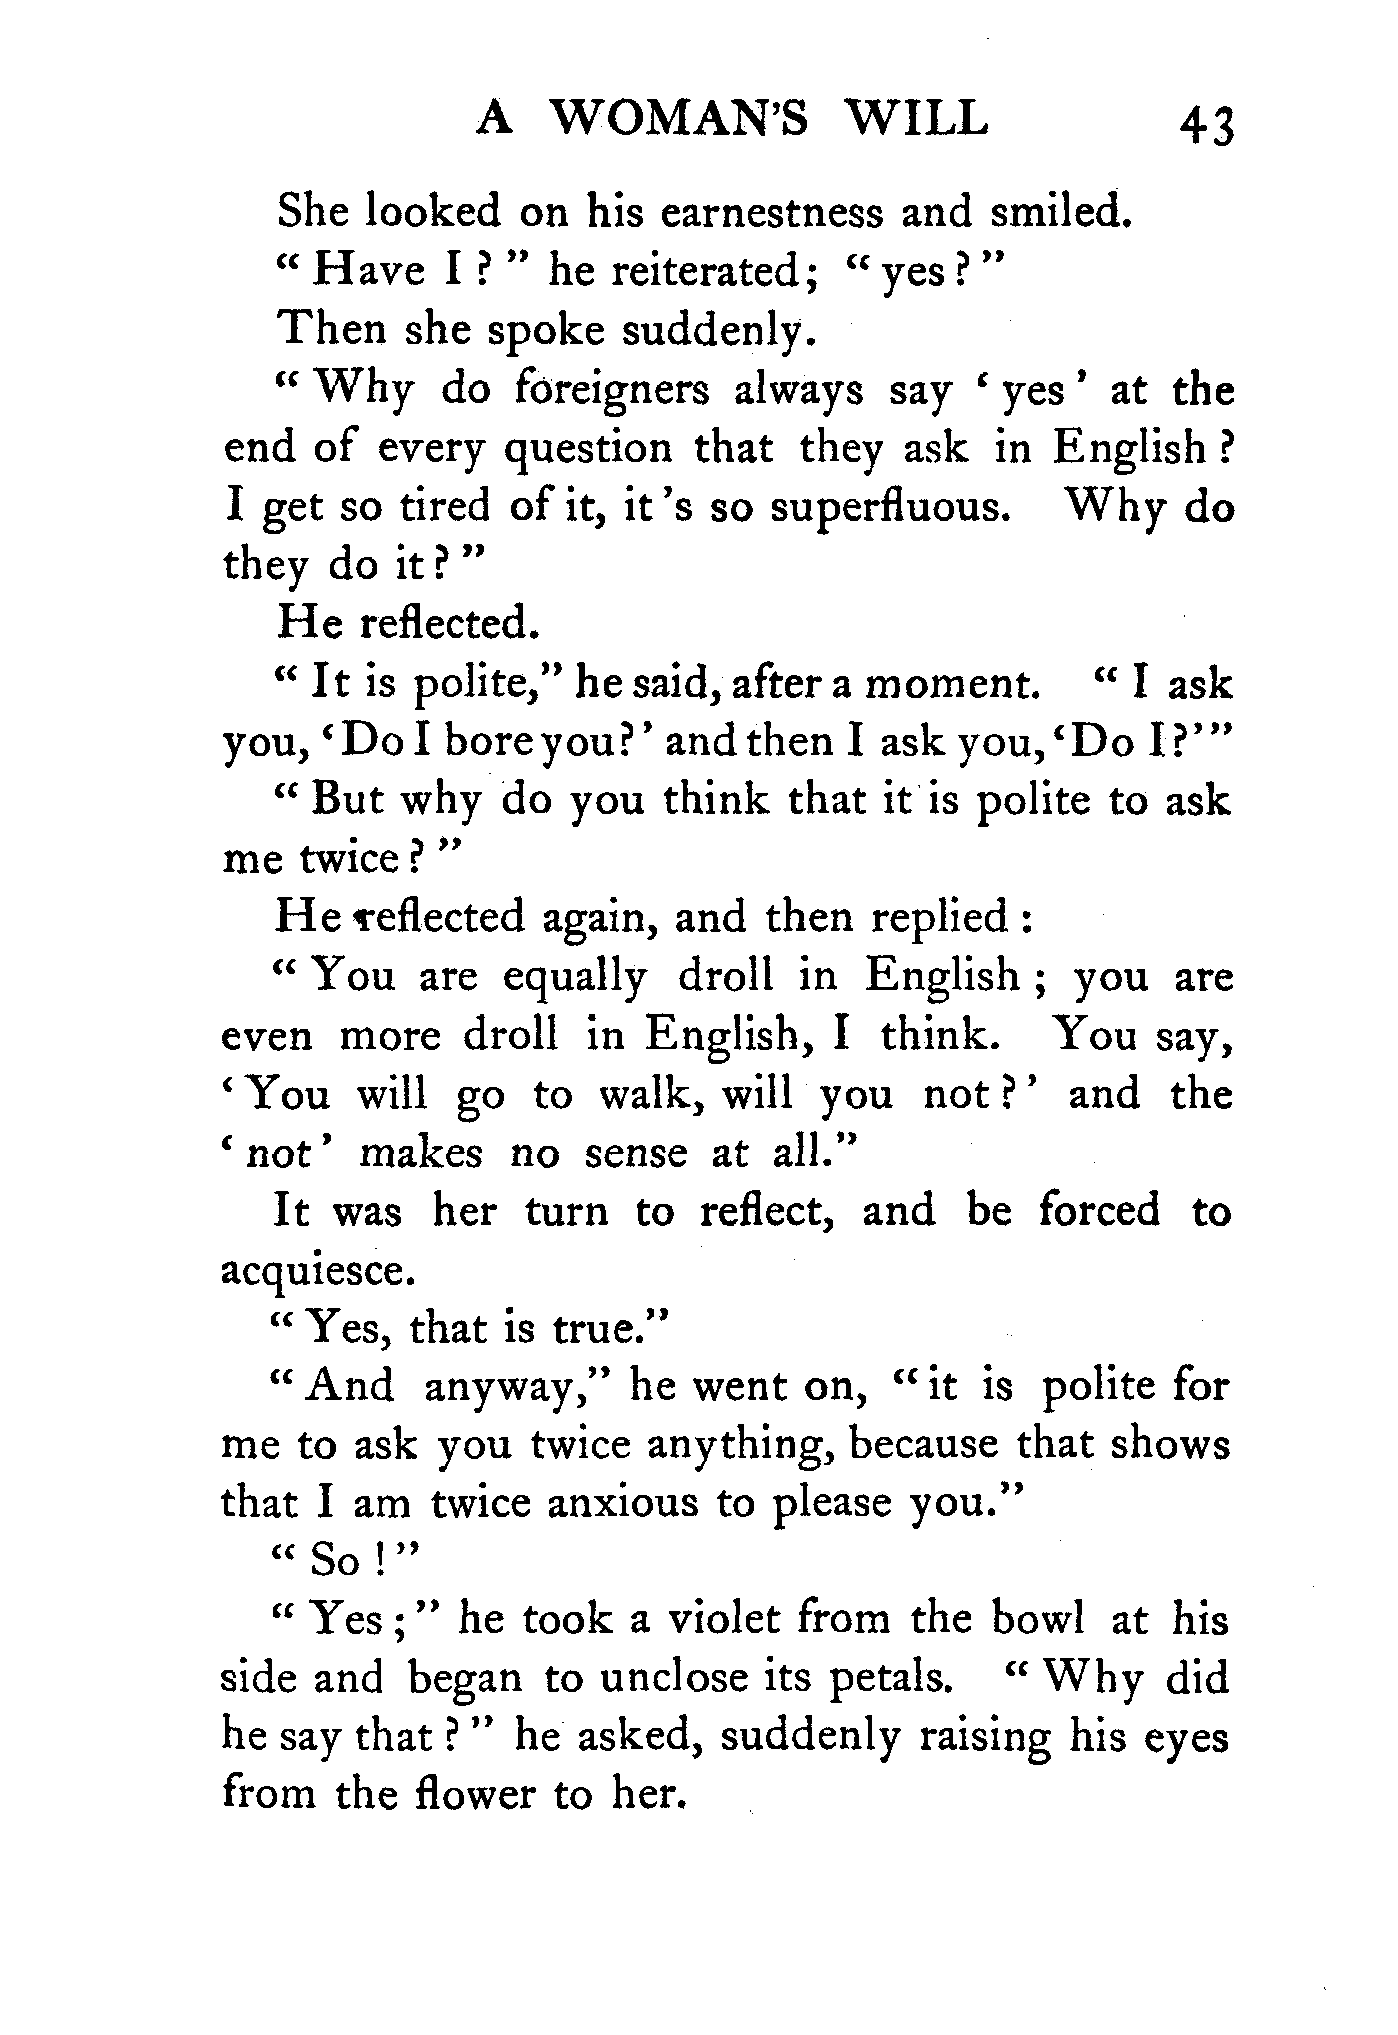 A WOMAN'S WILL 43
She looked on his earnestness and smiled.
" Have I ? " he reiterated; " yes ? "
Then she spoke suddenly.
" Why do foreigners always say ' yes ' at the
end of every question that they ask in English ?
I get so tired of it, it 's so superfluous. Why do
they do it ? "
He reflected.
" It is polite," he said, after a moment. " I ask
you, ' Do I bore you? ' and then I ask you, ' Do I?' "
" But why do you think that it is polite to ask
me twice ? "
He reflected again, and then replied :
" You are equally droll in English ; you are
even more droll in English, I think. You say,
' You will go to walk, will you not ? ' and the
' not ' makes no sense at all."
It was her turn to reflect, and be forced to
acquiesce.
" Yes, that is true."
" And anyway," he went on, " it is polite for
me to ask you twice anything, because that shows
that I am twice anxious to please you."
" So ! "
" Yes ; " he took a violet from the bowl at his
side and began to unclose its petals. " Why did
he say that ? " he asked, suddenly raising his eyes
from the flower to her.